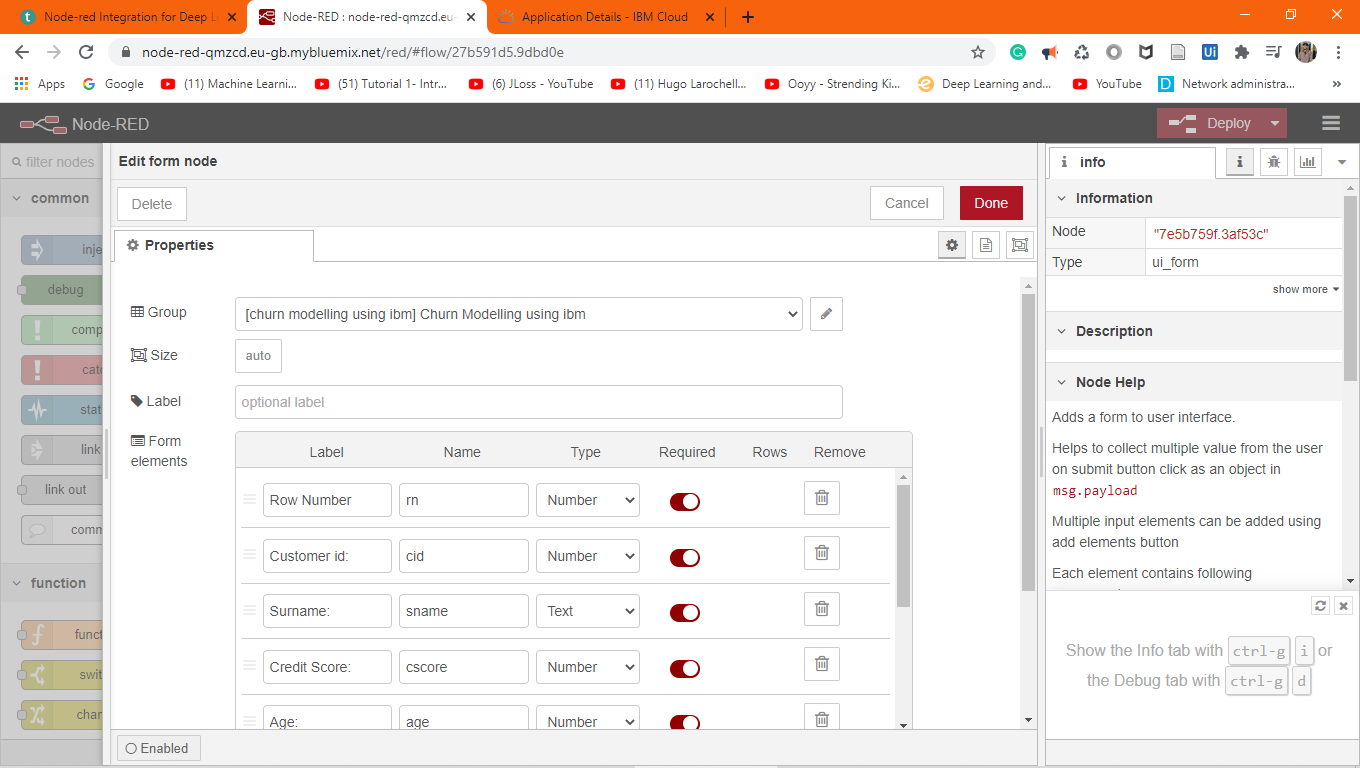 Node-red Integration for Deep L
Node-RED : node-red-qmzcd.eu-
Application Details - IBM Cloud
node-red-qmzcd.eu-gb.mybluemix.net/red/#flow/27b591d5.9dbd0e
Apps
Google
(11) Machine Learni...
(51) Tutorial 1- Intr...
(6) JLoss - YouTube
(11) Hugo Larochell...
Ooyy - Strending Ki...
Deep Learning and...
YouTube
Network administra...
Node-RED
Deploy
filter nodes
common
inje
debug
comp
catc
stat
link
link out
comm
function
funct
swit
char
Edit form node
Delete
Cancel
Done
Properties
Group
[churn modelling using ibm] Churn Modelling using ibm
Size
auto
Label
optional label
Form
elements
Label Name Type Required Rows Remove
Row Number rn Number
Customer id: cid Number
Surname: sname Text
Credit Score: cscore Number
Age: age Number
Enabled
info
Information
Node "7e5b759f.3af53c"
Type ui_form
show more
Description
Node Help
Adds a form to user interface.
Helps to collect multiple value from the user
on submit button click as an object in
msg.payload
Multiple input elements can be added using
add elements button
Each element contains following
Show the Info tab with ctrl-g i or
the Debug tab with ctrl-g d